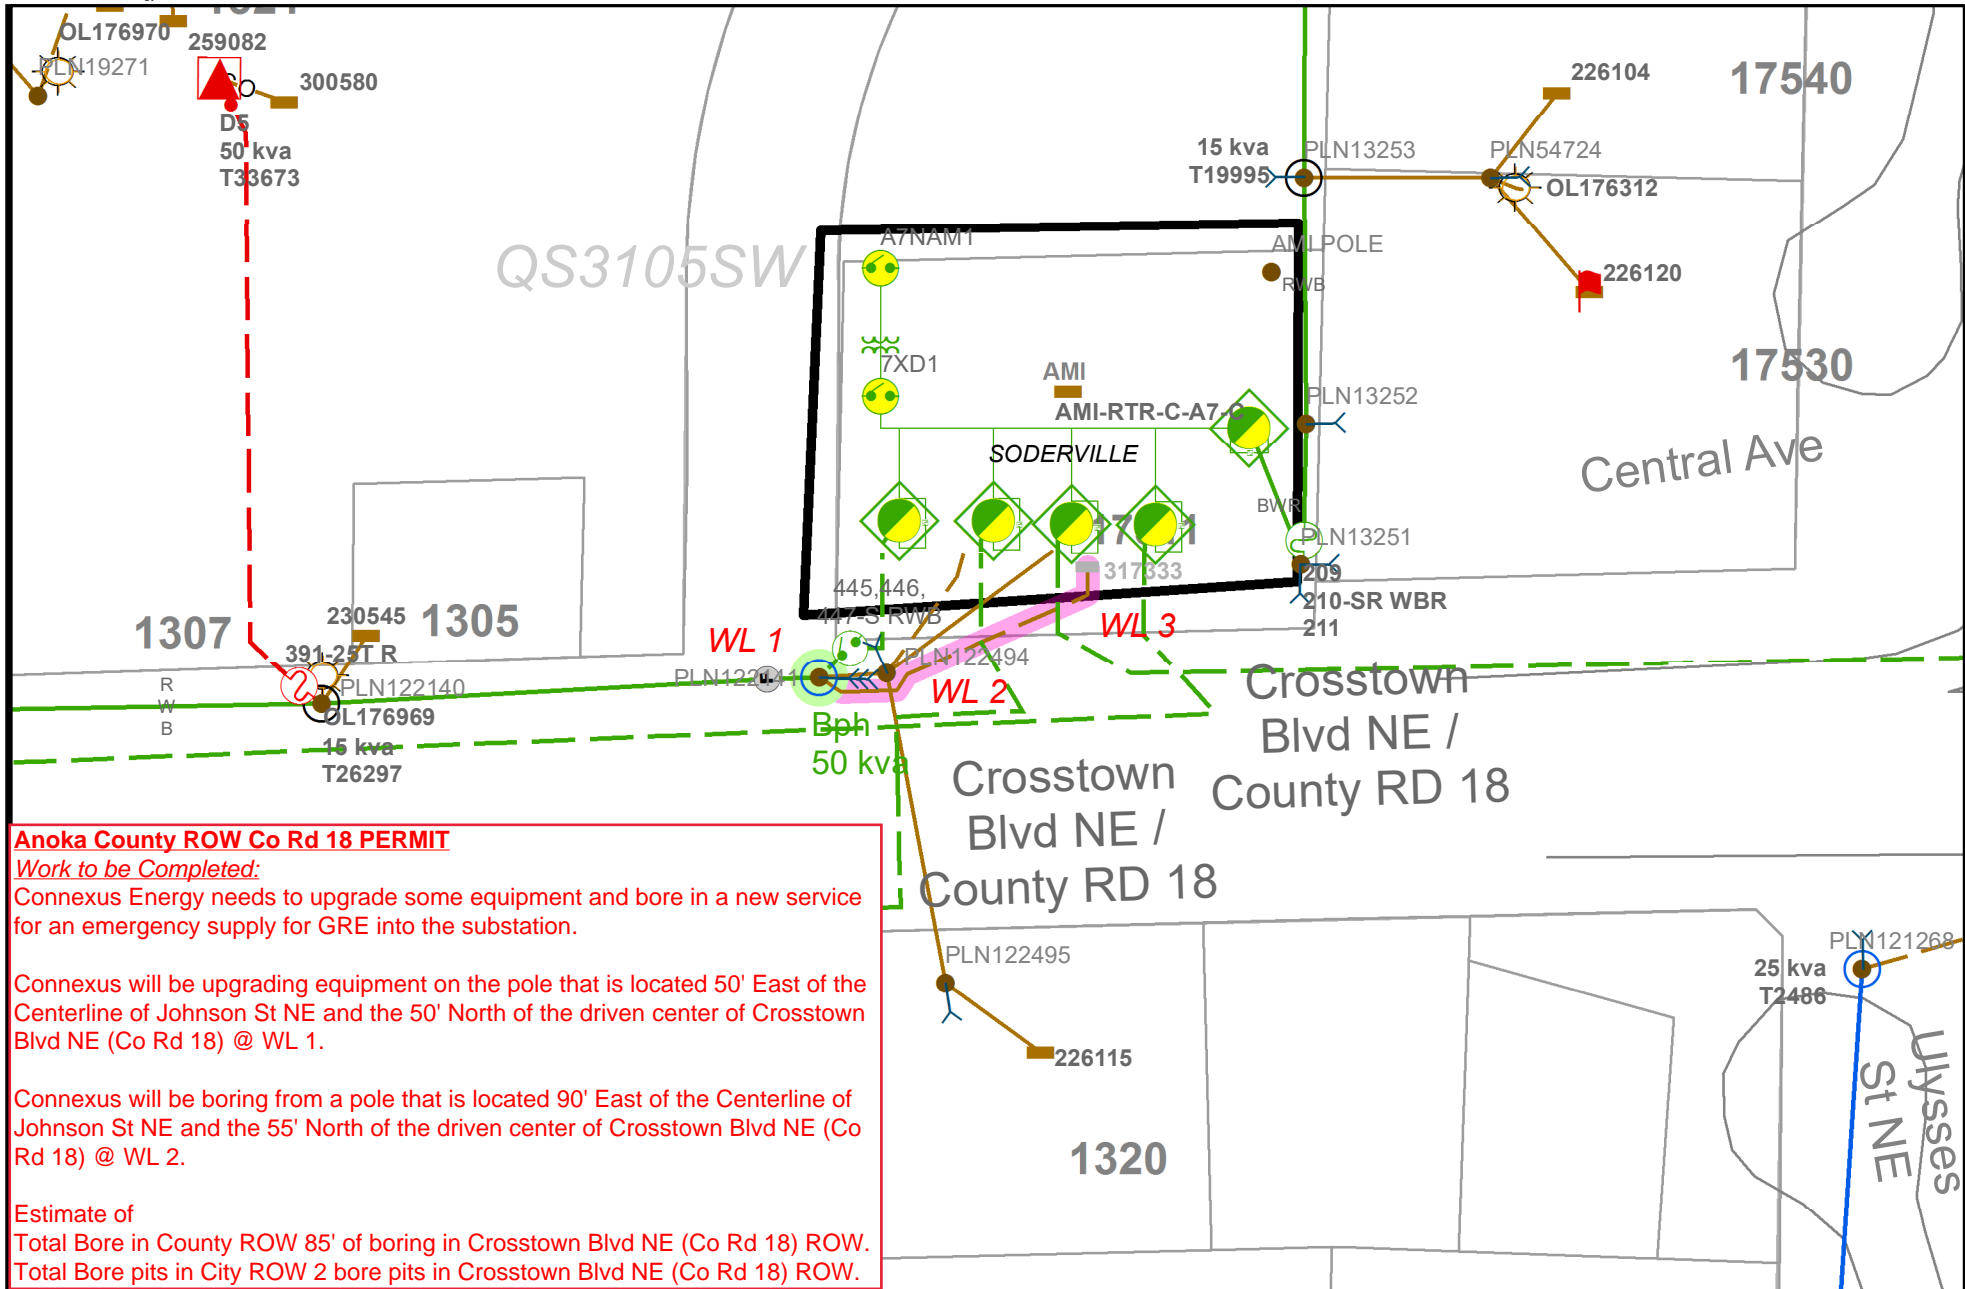 OL176970
PLN19271
259082
300580
D5
50 kva
T33673
QS3105SW
A7NAM1
7XD1
AMI POLE
RWB
AMI
AMI-RTR-C-A7-C
SODERVILLE
BWR
15 kva
T19995
PLN13253
PLN54724
226104
OL176312
226120
17540
17530
PLN13252
Central Ave
PLN13251
209
210-SR WBR
211
317333
445,446,
447-S RWB
1307
230545
1305
391-25T R
PLN122140
OL176969
15 kva
T26297
R
W
B
WL 1
PLN122494
WL 2
WL 3
Bph
50 kva
Crosstown
Blvd NE /
County RD 18
Crosstown
Blvd NE /
County RD 18
Anoka County ROW Co Rd 18 PERMIT
Work to be Completed:
Connexus Energy needs to upgrade some equipment and bore in a new service
for an emergency supply for GRE into the substation.
Connexus will be upgrading equipment on the pole that is located 50' East of the
Centerline of Johnson St NE and the 50' North of the driven center of Crosstown
Blvd NE (Co Rd 18) @ WL 1.
Connexus will be boring from a pole that is located 90' East of the Centerline of
Johnson St NE and the 55' North of the driven center of Crosstown Blvd NE (Co
Rd 18) @ WL 2.
Estimate of
Total Bore in County ROW 85' of boring in Crosstown Blvd NE (Co Rd 18) ROW.
Total Bore pits in City ROW 2 bore pits in Crosstown Blvd NE (Co Rd 18) ROW.
PLN122495
226115
1320
PLN121268
25 kva
T2486
Ulysses
St NE